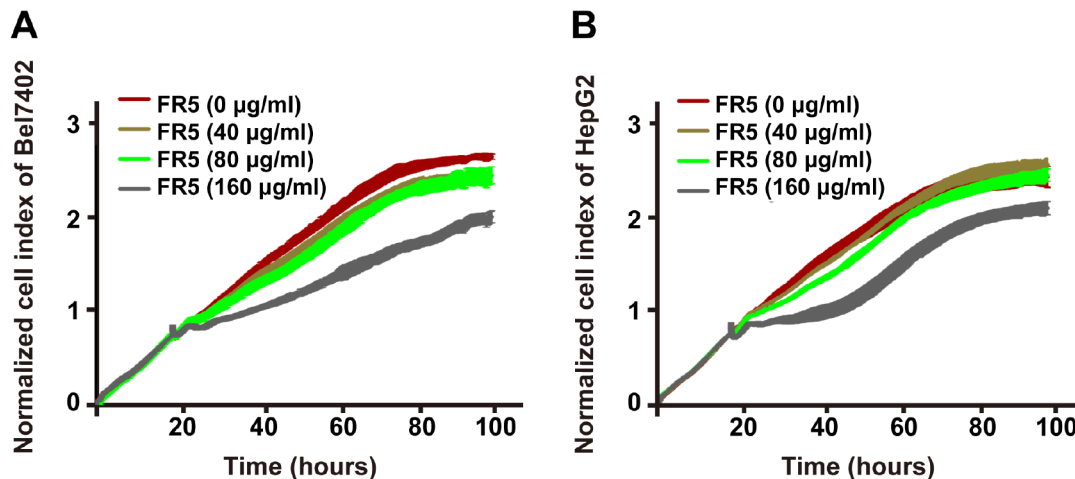 A
Normalized cell index of Bel7402
3
2
1
0
FR5 (0 µg/ml)
FR5 (40 µg/ml)
FR5 (80 µg/ml)
FR5 (160 µg/ml)
20 40 60 80 100
Time (hours)
B
Normalized cell index of HepG2
3
2
1
0
FR5 (0 µg/ml)
FR5 (40 µg/ml)
FR5 (80 µg/ml)
FR5 (160 µg/ml)
20 40 60 80 100
Time (hours)